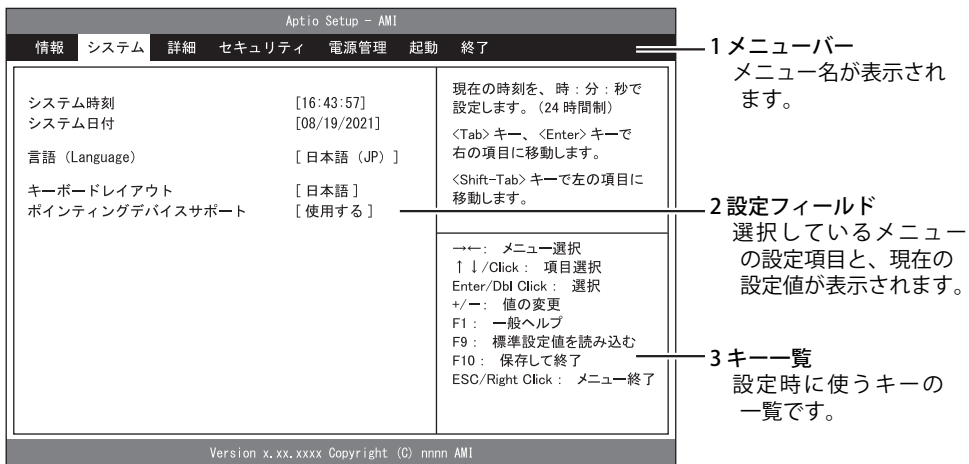 Aptio Setup - AMI
情報 システム 詳細 セキュリティ 電源管理 起動 終了
システム時刻 [16:43:57]
システム日付 [08/19/2021]
言語 (Language) [日本語 (JP) ]
キーボードレイアウト [日本語]
ポインティングデバイスサポート [使用する]
現在の時刻を、時：分：秒で
設定します。（24 時間制）
<Tab> キー、<Enter> キーで
右の項目に移動します。
<Shift-Tab> キーで左の項目に
移動します。
→←： メニュー選択
↑↓/Click： 項目選択
Enter/Dbl Click： 選択
+/ー： 値の変更
F1： 一般ヘルプ
F9： 標準設定値を読み込む
F10： 保存して終了
ESC/Right Click： メニュー終了
Version x.xx.xxxx Copyright (C) nnnn AMI
1 メニューバー
メニュー名が表示され
ます。
2 設定フィールド
選択しているメニュー
の設定項目と、現在の
設定値が表示されます。
3 キー一覧
設定時に使うキーの
一覧です。